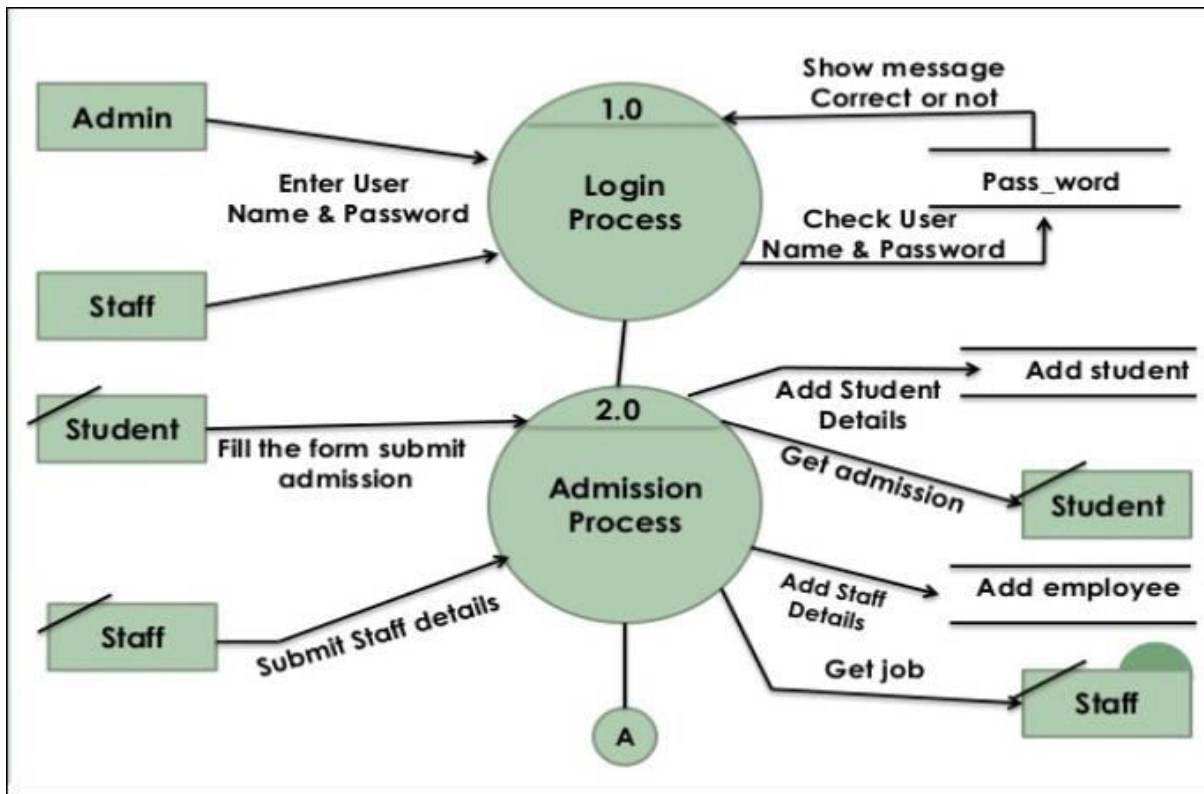 Admin
Enter User
Name & Password
Staff
1.0
Login
Process
Show message
Correct or not
Pass_word
Check User
Name & Password
Student
Fill the form submit
admission
2.0
Admission
Process
Add Student
Details
Add student
Get admission
Student
Staff
Submit Staff details
Add Staff
Details
Add employee
Get job
Staff
A